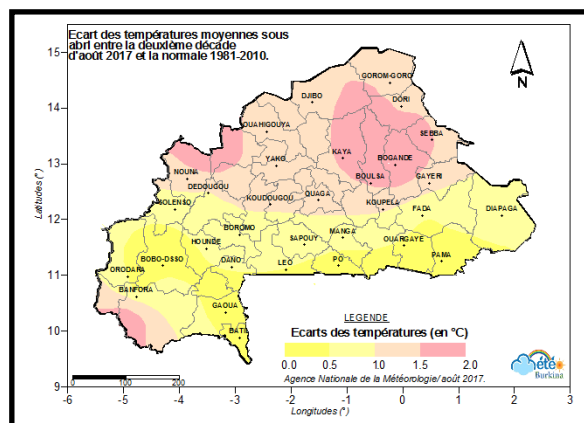 Ecart des températures moyennes sous
abri entre la deuxième décade
d'août 2017 et la normale 1981-2010.
15
14
13
12
11
10
9
Latitudes (°)
GOROM-GORO
DJIBO
DORI
OUAHIGOUYA
SEBBA
KAYA
YAKO
BOGANDE
NOUNA
BOULSA
GAYERI
DEDOUGOU
SOLENSO
KOUDOUGOU
OUAGA
KOUPELA
FADA
DIAPAGA
BOROMO
HOUNDE
SAPOUY
MANGA
OUARGAYE
BOBO-DSSO
DANO
LEO
PO
PAMA
ORODARA
BANFORA
GAOUA
BATIE
N
LEGENDE
Ecarts des températures (en °C)
0.0 0.5 1.0 1.5 2.0
Agence Nationale de la Météorologie/ août 2017.
météo
Burkina
0 100 200
-6 -5 -4 -3 -2 -1 0 1 2 3
Longitudes (°)